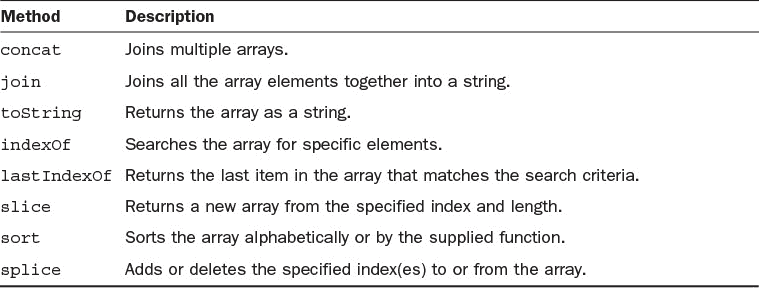 Method Description
concat Joins multiple arrays.
join Joins all the array elements together into a string.
toString Returns the array as a string.
indexOf Searches the array for specific elements.
lastIndexOf Returns the last item in the array that matches the search criteria.
slice Returns a new array from the specified index and length.
sort Sorts the array alphabetically or by the supplied function.
splice Adds or deletes the specified index(es) to or from the array.